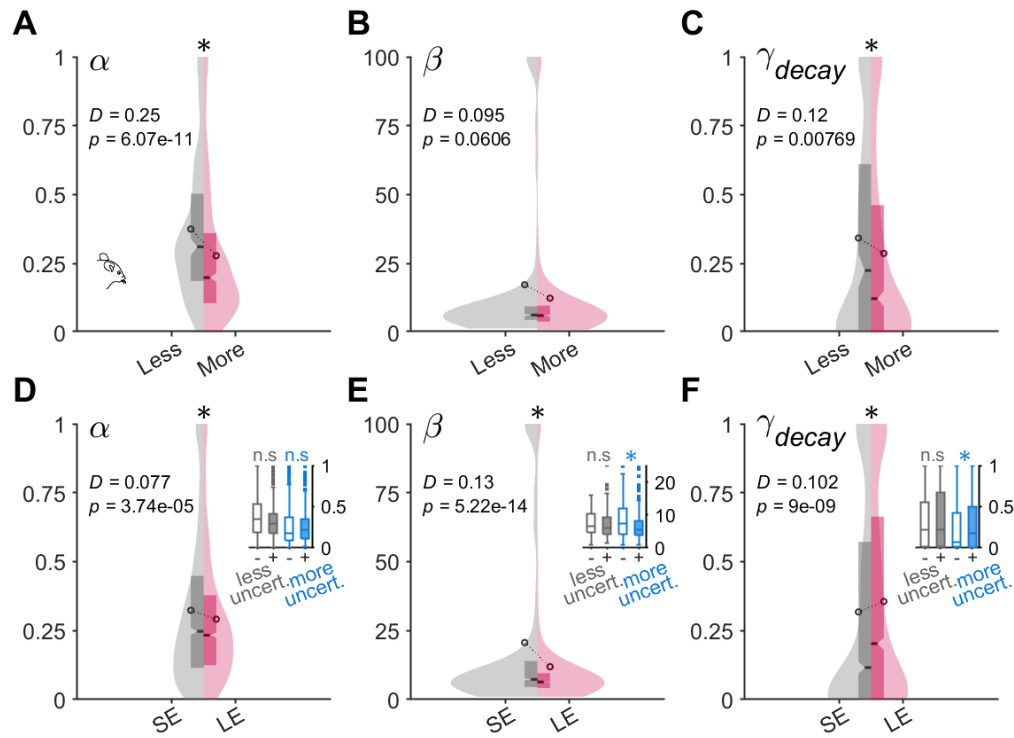 A
B
C
*
*
α
β
γ decay
D = 0.25
p = 6.07e-11
D = 0.095
p = 0.0606
D = 0.12
p = 0.00769
1
0.75
0.5
0.25
0
100
75
50
25
0
1
0.75
0.5
0.25
0
Less
More
Less
More
Less
More
D
E
F
*
*
*
α
β
γ decay
D = 0.077
p = 3.74e-05
D = 0.13
p = 5.22e-14
D = 0.102
p = 9e-09
1
0.75
0.5
0.25
0
n.s
n.s
1
0.5
0
-
+
-
+
less
uncert.
more
uncert.
100
75
50
25
0
n.s
*
20
10
0
-
+
-
+
less
uncert.
more
uncert.
1
0.75
0.5
0.25
0
n.s
*
1
0.5
0
-
+
-
+
less
uncert.
more
uncert.
SE
LE
SE
LE
SE
LE